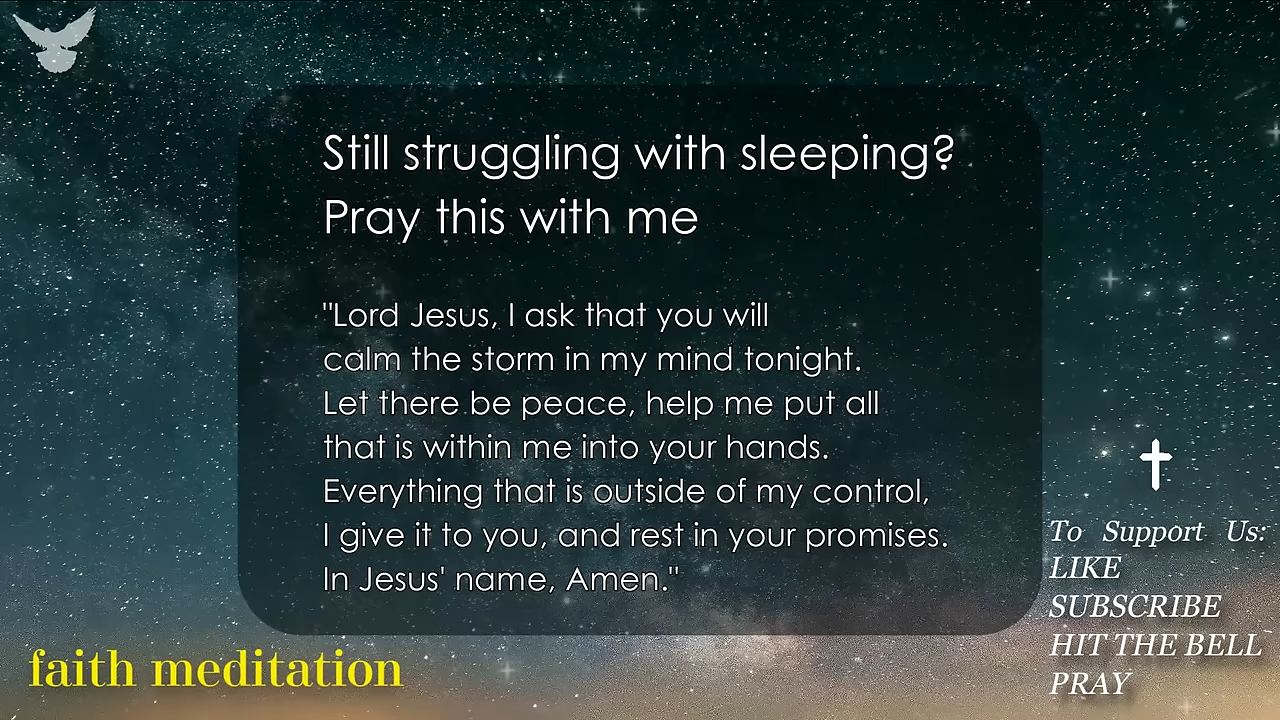 Still struggling with sleeping?
Pray this with me
"Lord Jesus, I ask that you will
calm the storm in my mind tonight.
Let there be peace, help me put all
that is within me into your hands.
Everything that is outside of my control,
I give it to you, and rest in your promises.
In Jesus' name, Amen."
To Support Us:
LIKE
SUBSCRIBE
HIT THE BELL
PRAY
faith meditation